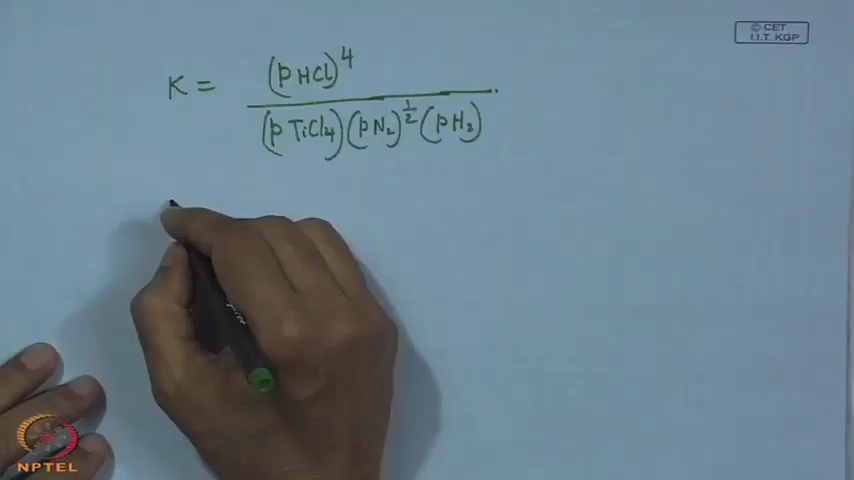 © CET
I.I.T. KGP
K = (pHCl)^4
(pTiCl4)(pN2)^1/2(pH2)
NPTEL